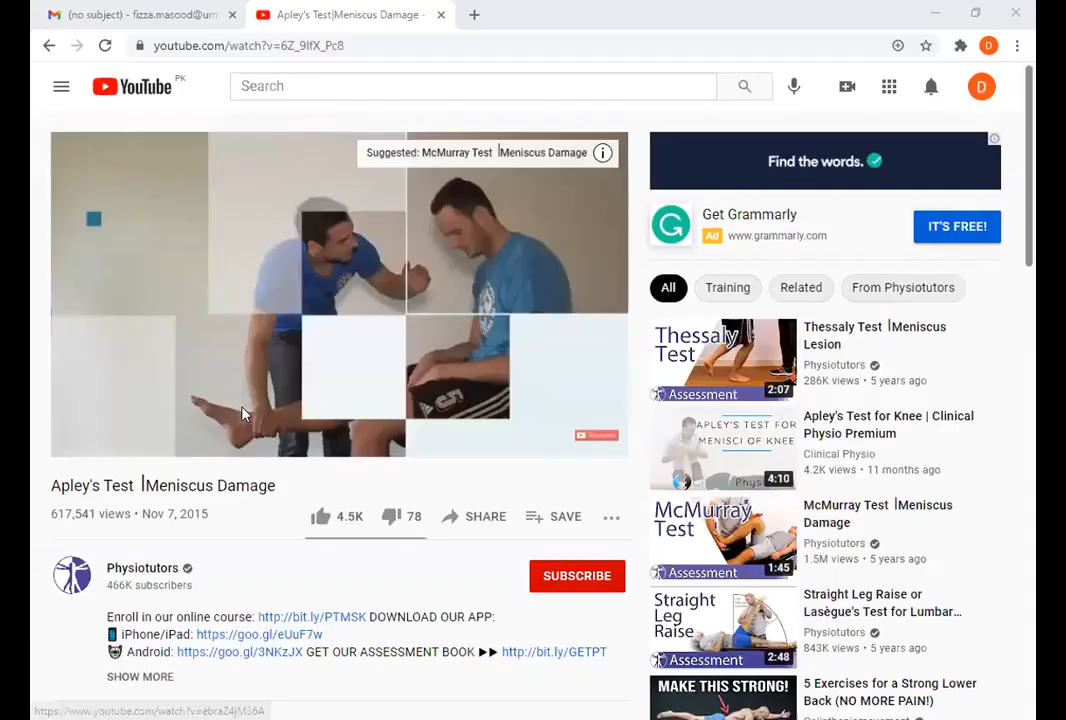 (no subject) - fizza.masood@um
Apley's Test|Meniscus Damage -
youtube.com/watch?v=6Z_9IfX_Pc8
D
YouTube PK
Search
D
Suggested: McMurray Test |Meniscus Damage
Find the words.
Get Grammarly
Ad www.grammarly.com
IT'S FREE!
All
Training
Related
From Physiotutors
Thessaly
Test
Assessment
2:07
Thessaly Test |Meniscus
Lesion
Physiotutors
286K views • 5 years ago
APLEY'S TEST FOR
MENISCI OF KNEE
Phys
4:10
Apley's Test for Knee | Clinical
Physio Premium
Clinical Physio
4.2K views • 11 months ago
McMurray
Test
Assessment
1:45
McMurray Test |Meniscus
Damage
Physiotutors
1.5M views • 5 years ago
Straight
Leg
Raise
Assessment
2:48
Straight Leg Raise or
Lasègue's Test for Lumbar...
Physiotutors
843K views • 5 years ago
MAKE THIS STRONG!
5 Exercises for a Strong Lower
Back (NO MORE PAIN!)
5
Apley's Test |Meniscus Damage
617,541 views • Nov 7, 2015
4.5K
78
SHARE
SAVE
Physiotutors
466K subscribers
SUBSCRIBE
Enroll in our online course: http://bit.ly/PTMSK DOWNLOAD OUR APP:
iPhone/iPad: https://goo.gl/eUuF7w
Android: https://goo.gl/3NKzJX GET OUR ASSESSMENT BOOK ▶▶ http://bit.ly/GETPT
SHOW MORE
https://www.youtube.com/watch?v=ebraZ4jM36A